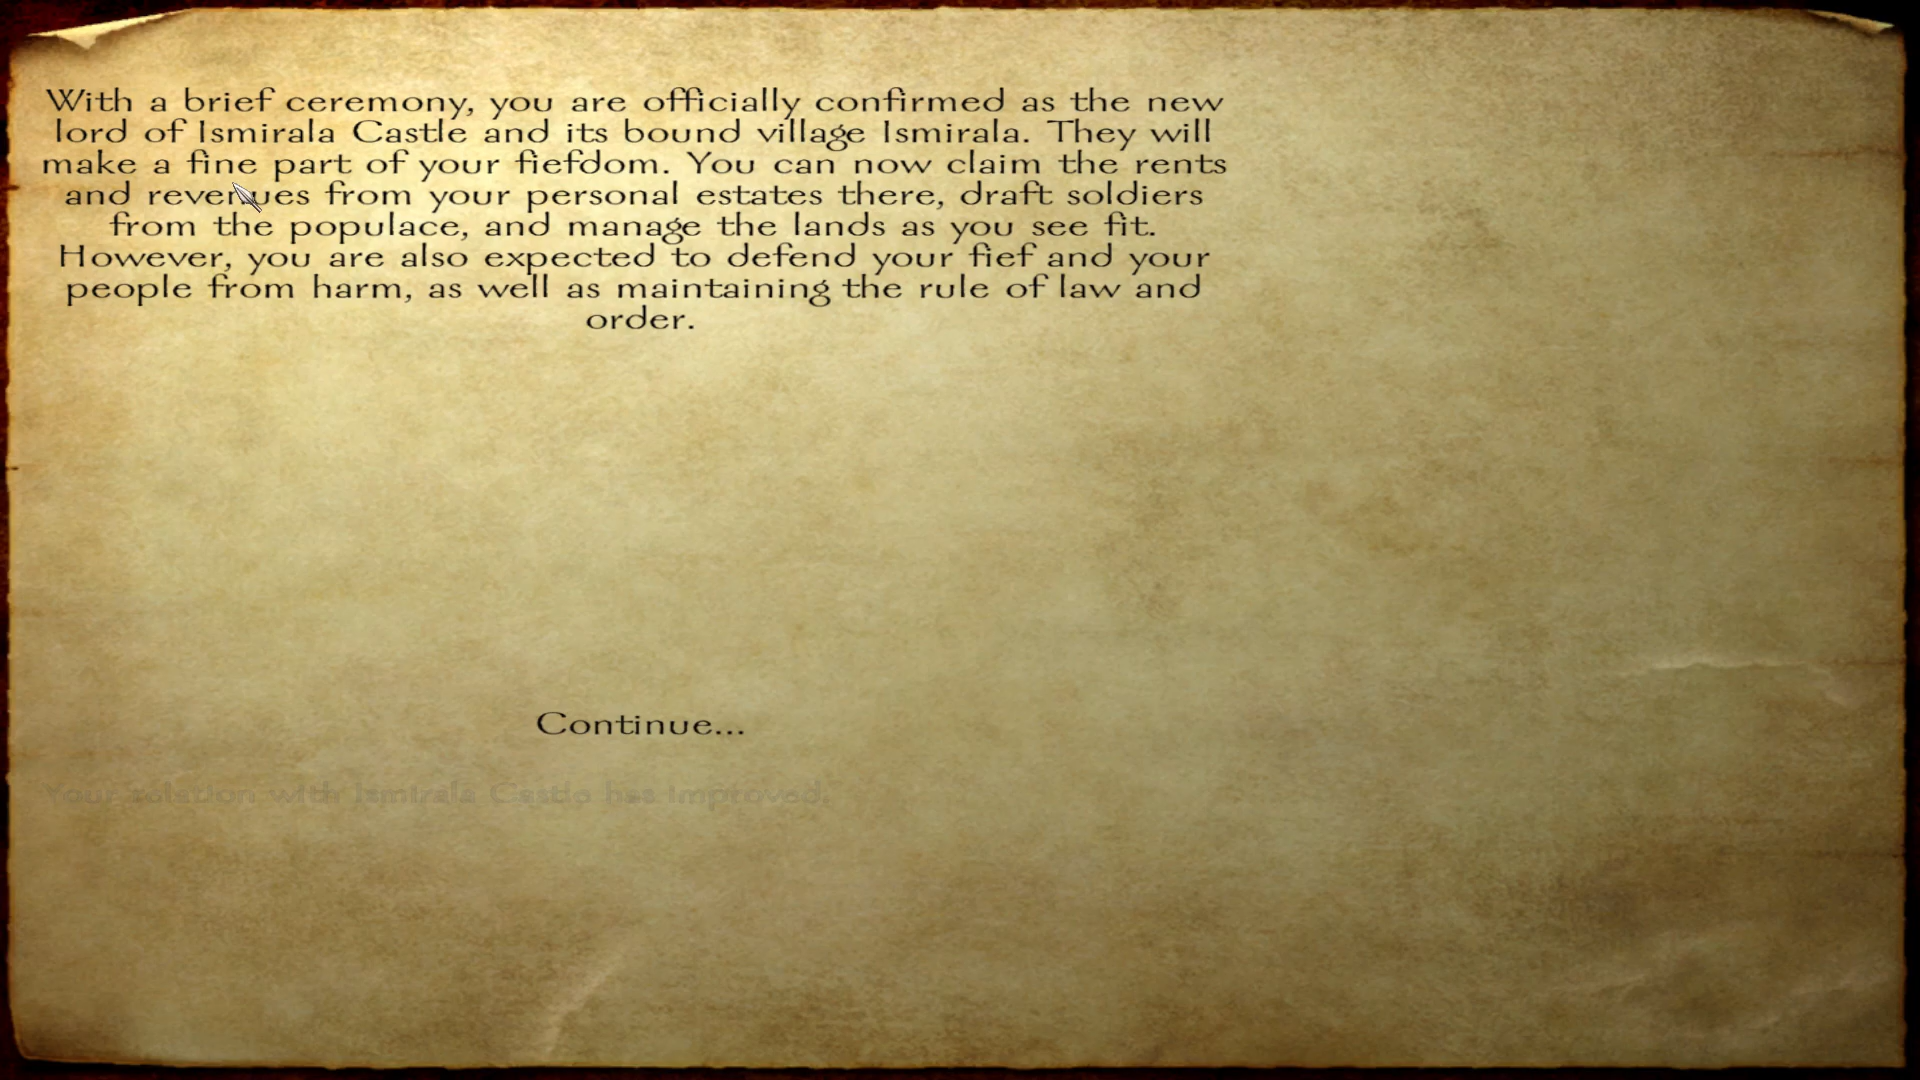 With a brief ceremony, you are officially confirmed as the new
lord of Ismirala Castle and its bound village Ismirala. They will
make a fine part of your fiefdom. You can now claim the rents
and revenues from your personal estates there, draft soldiers
from the populace, and manage the lands as you see fit.
However, you are also expected to defend your fief and your
people from harm, as well as maintaining the rule of law and
order.
Continue...
Your relation with Ismirala Castle has improved.